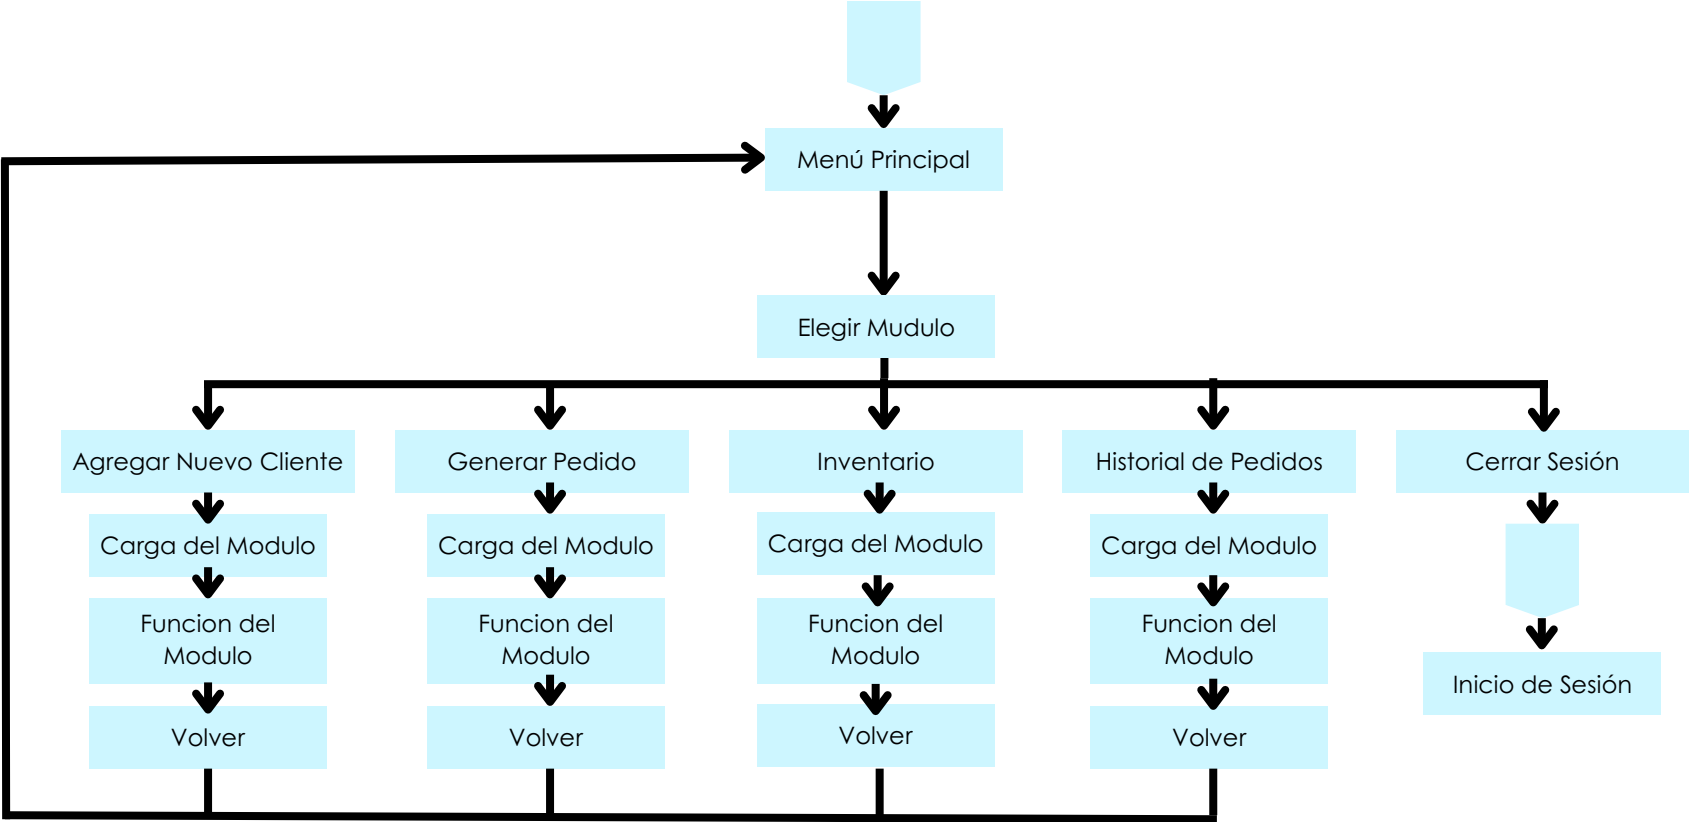 Menú Principal
Elegir Mudulo
Agregar Nuevo Cliente
Generar Pedido
Inventario
Historial de Pedidos
Cerrar Sesión
Carga del Modulo
Carga del Modulo
Carga del Modulo
Carga del Modulo
Funcion del
Modulo
Funcion del
Modulo
Funcion del
Modulo
Funcion del
Modulo
Inicio de Sesión
Volver
Volver
Volver
Volver